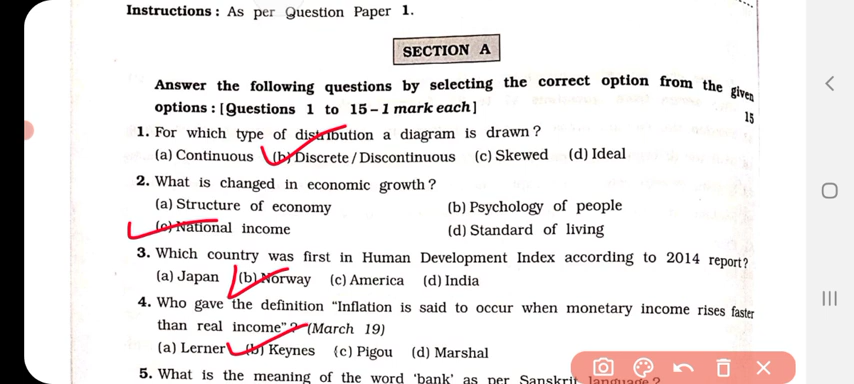 Instructions : As per Question Paper 1.
SECTION A
Answer the following questions by selecting the correct option from the given
options : [Questions 1 to 15 – 1 mark each] 15
1. For which type of distribution a diagram is drawn ?
(a) Continuous (b) Discrete / Discontinuous (c) Skewed (d) Ideal
2. What is changed in economic growth ?
(a) Structure of economy (b) Psychology of people
(c) National income (d) Standard of living
3. Which country was first in Human Development Index according to 2014 report?
(a) Japan (b) Norway (c) America (d) India
4. Who gave the definition “Inflation is said to occur when monetary income rises faster
than real income” ? (March 19)
(a) Lerner (b) Keynes (c) Pigou (d) Marshal
5. What is the meaning of the word ‘bank’ as per Sanskrit language ?